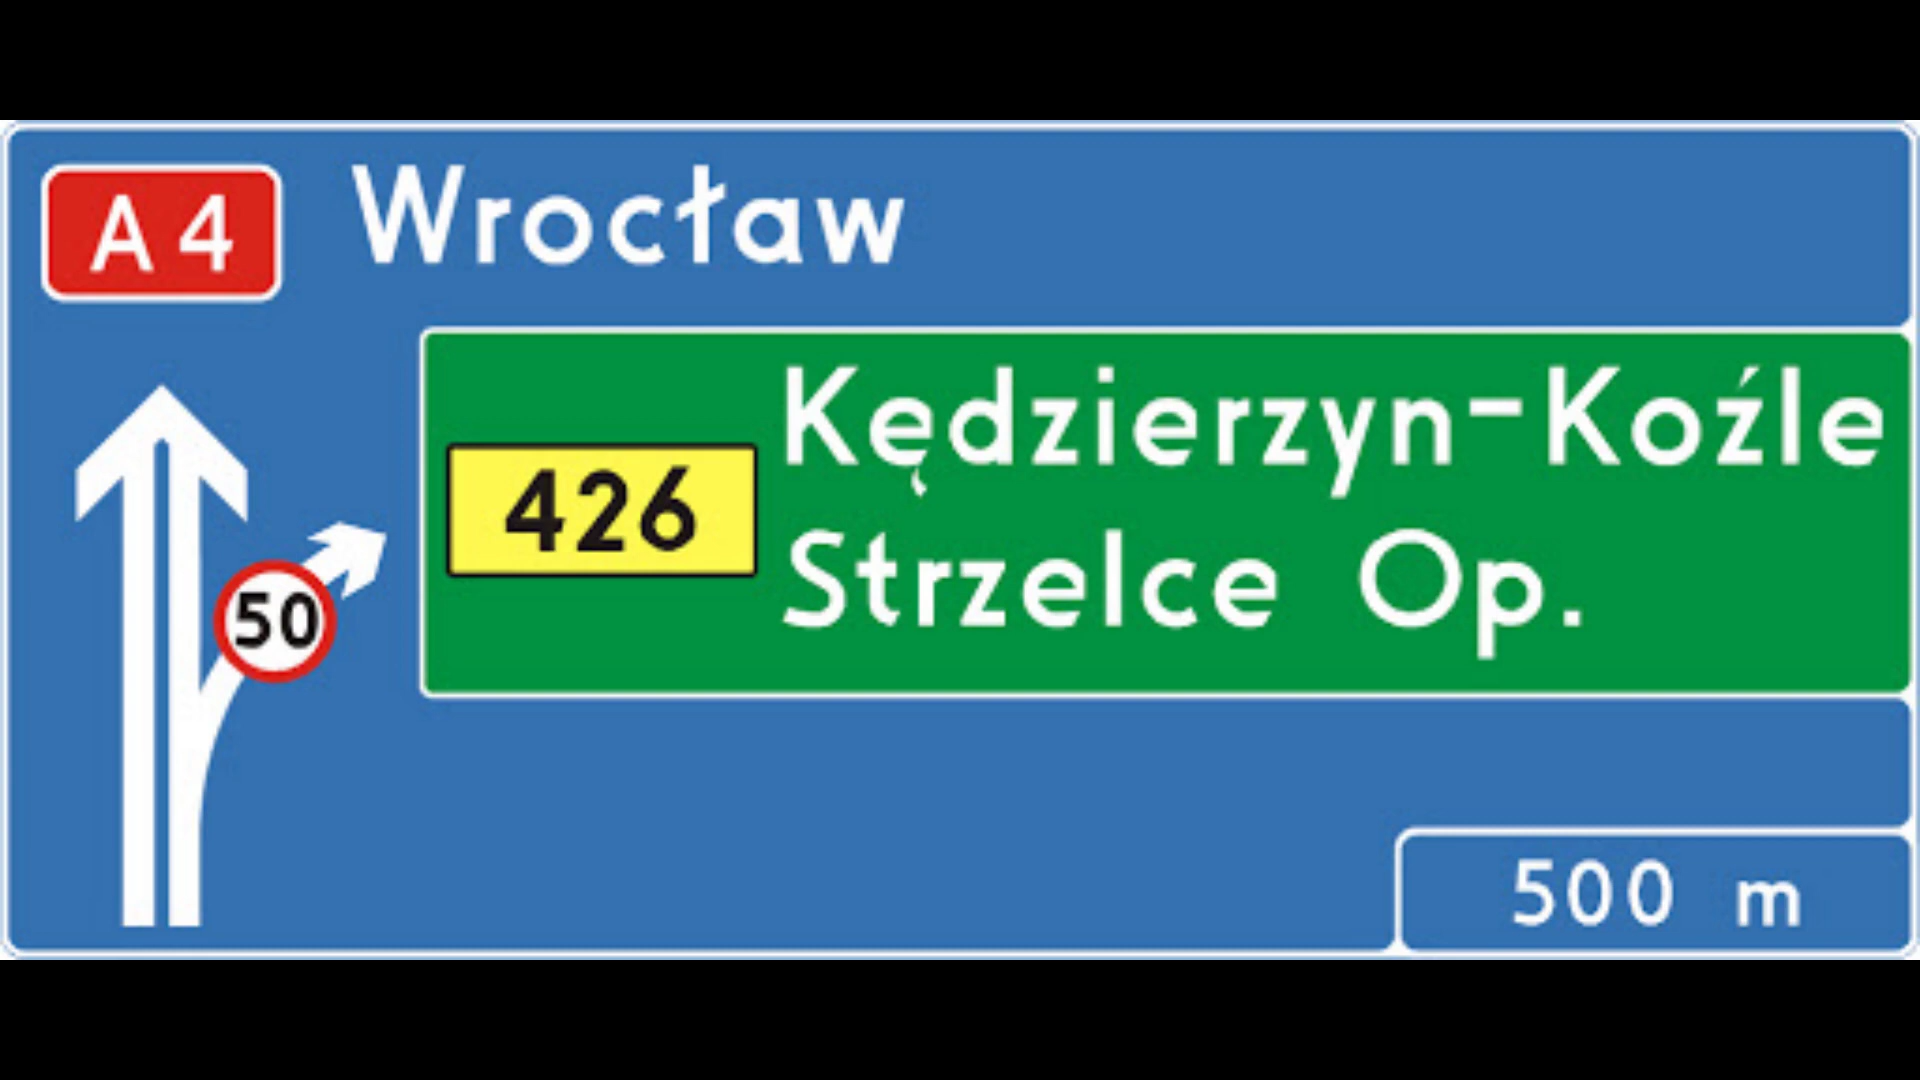 A4 Wrocław
Kędzierzyn-Koźle
426
Strzelce Op.
50
500 m